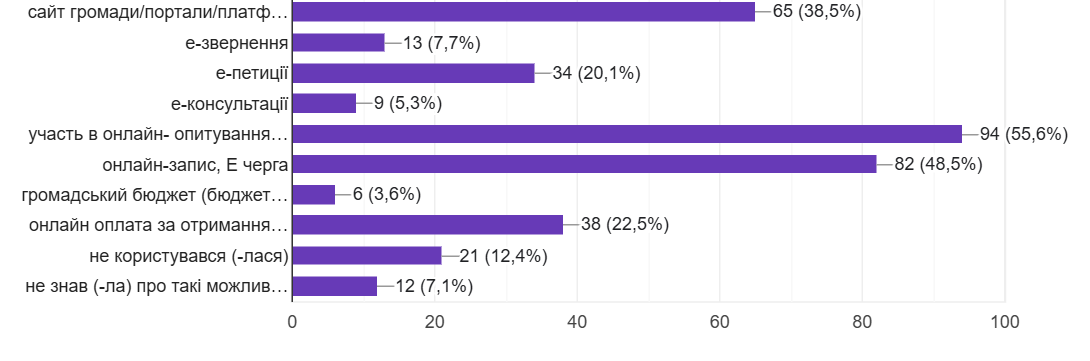 сайт громади/портали/платф… 65 (38,5%)
е-звернення 13 (7,7%)
е-петиції 34 (20,1%)
е-консультації 9 (5,3%)
участь в онлайн- опитування… 94 (55,6%)
онлайн-запис, Е черга 82 (48,5%)
громадський бюджет (бюджет… 6 (3,6%)
онлайн оплата за отримання… 38 (22,5%)
не користувався (-лася) 21 (12,4%)
не знав (-ла) про такі можлив… 12 (7,1%)
0 20 40 60 80 100